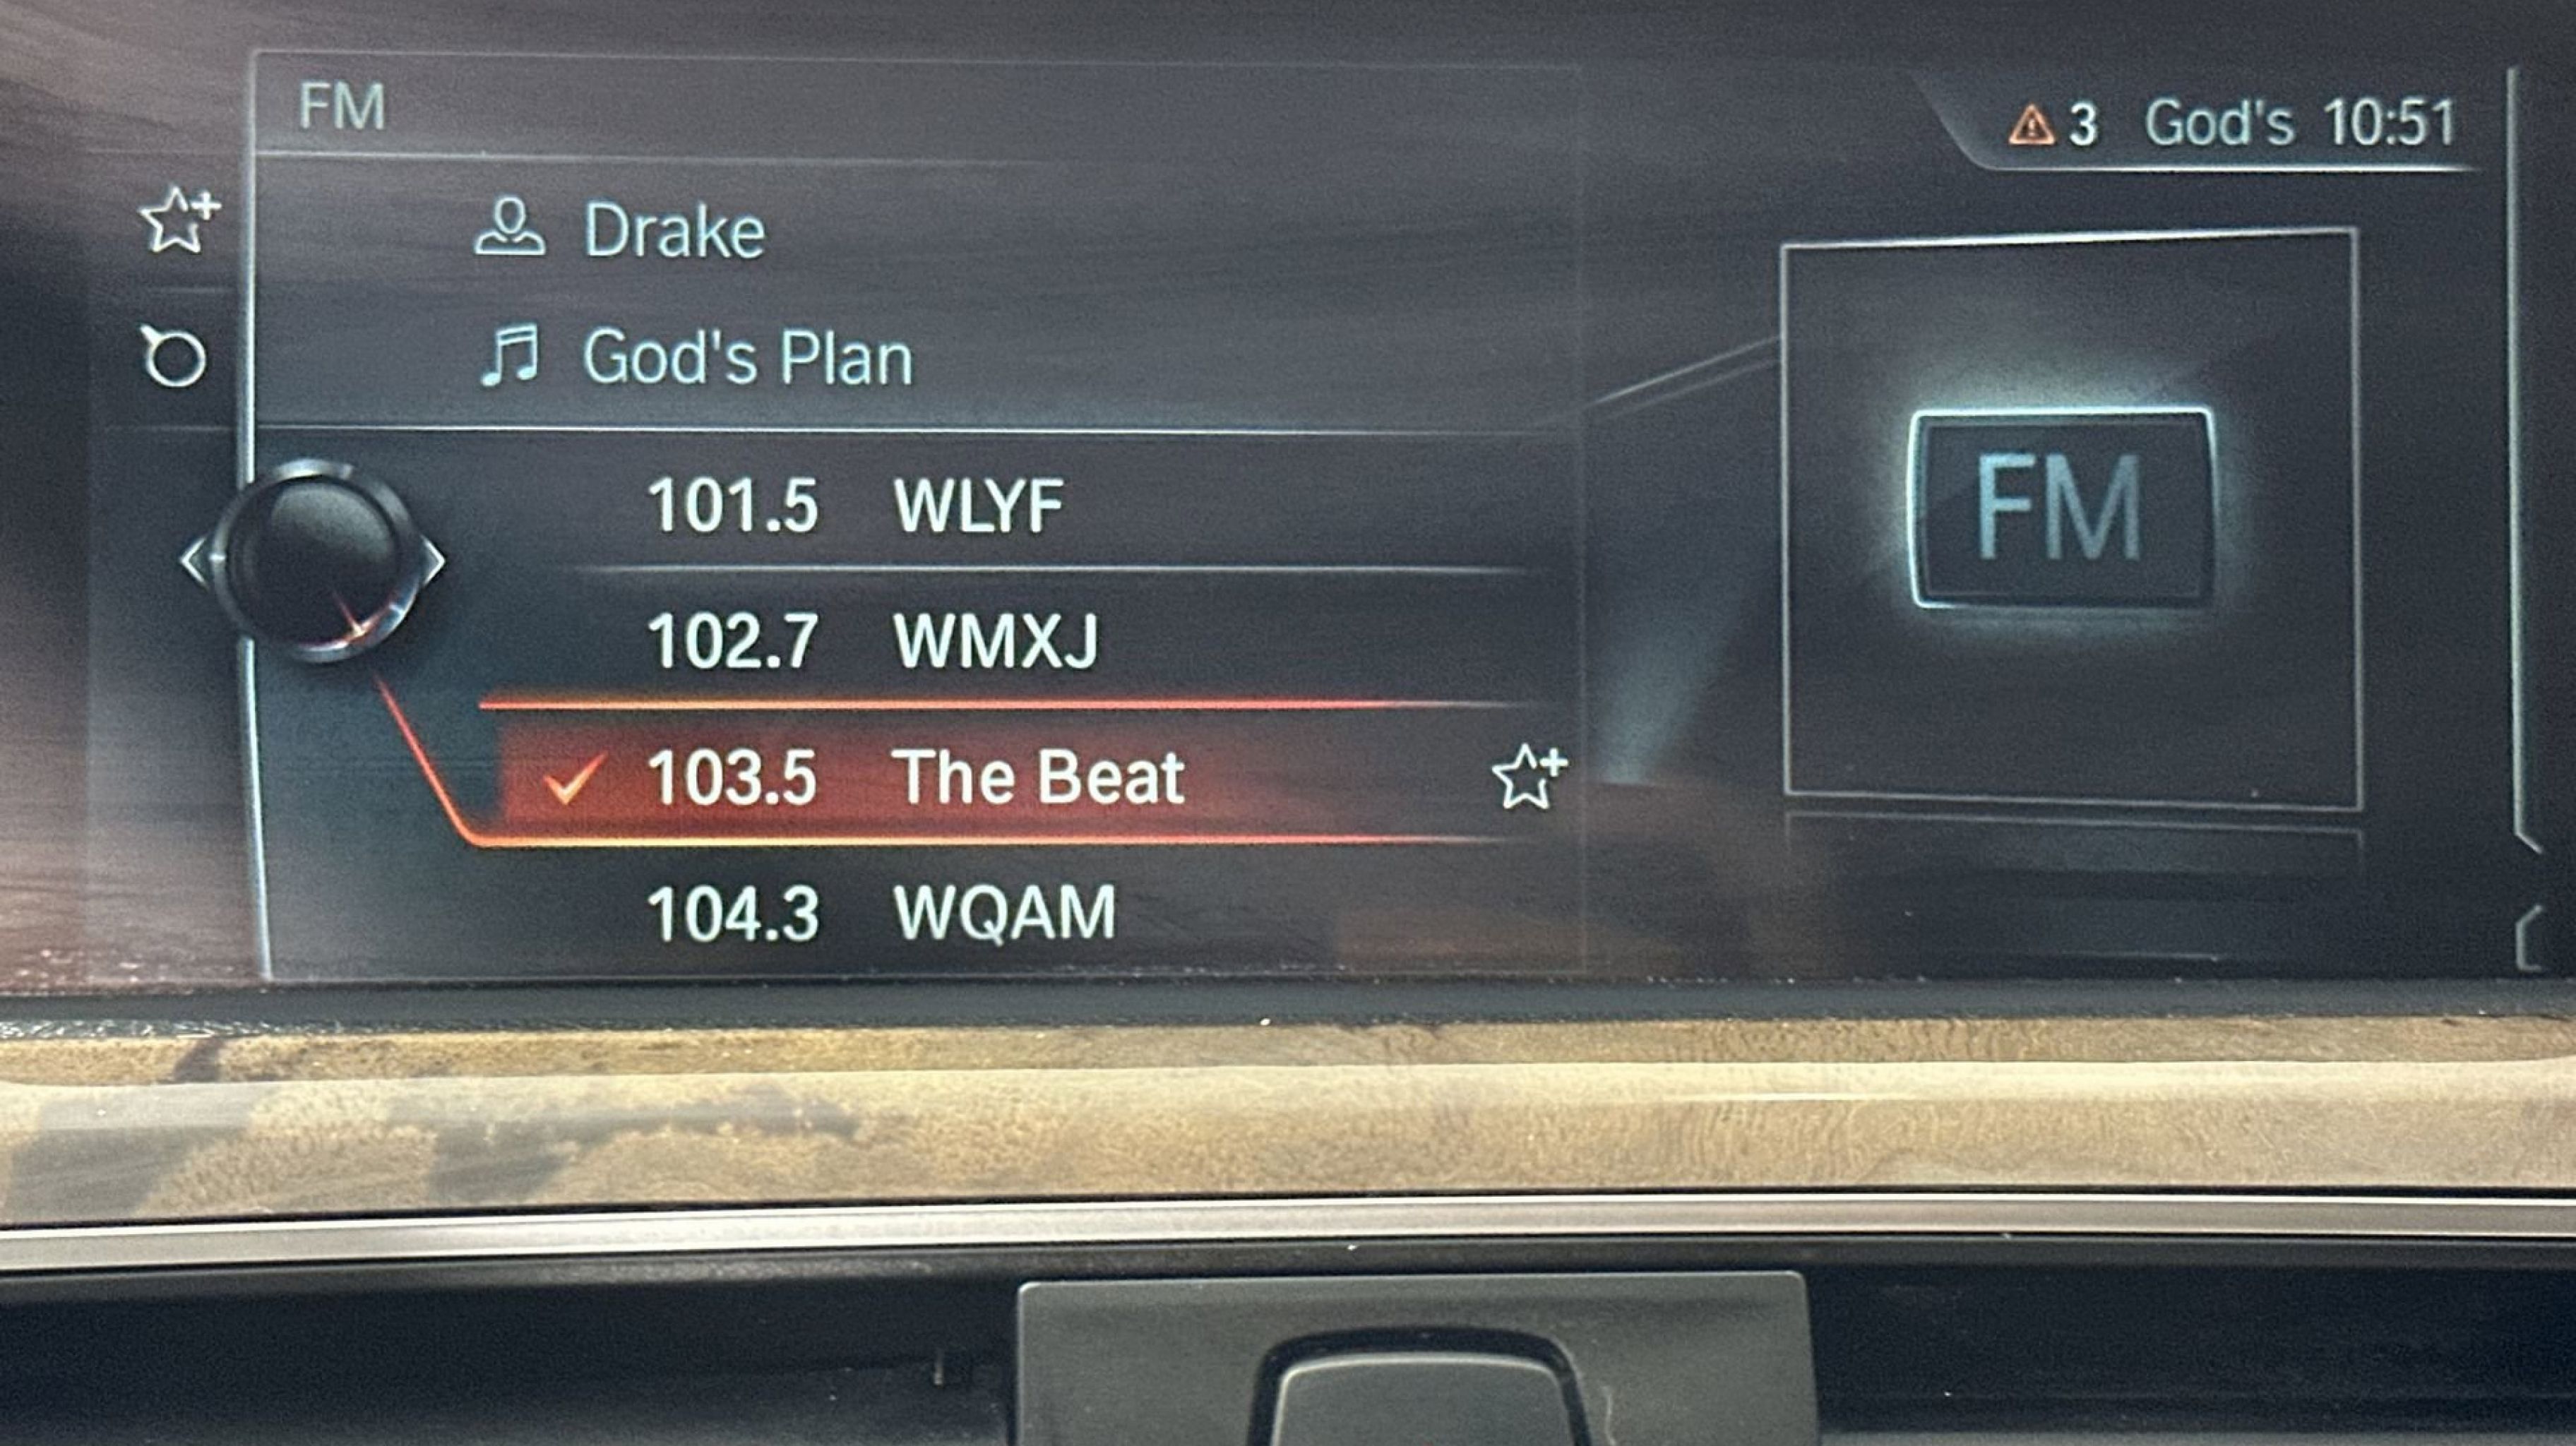 FM
3 God's 10:51
Drake
God's Plan
101.5 WLYF
102.7 WMXJ
103.5 The Beat
104.3 WQAM
FM